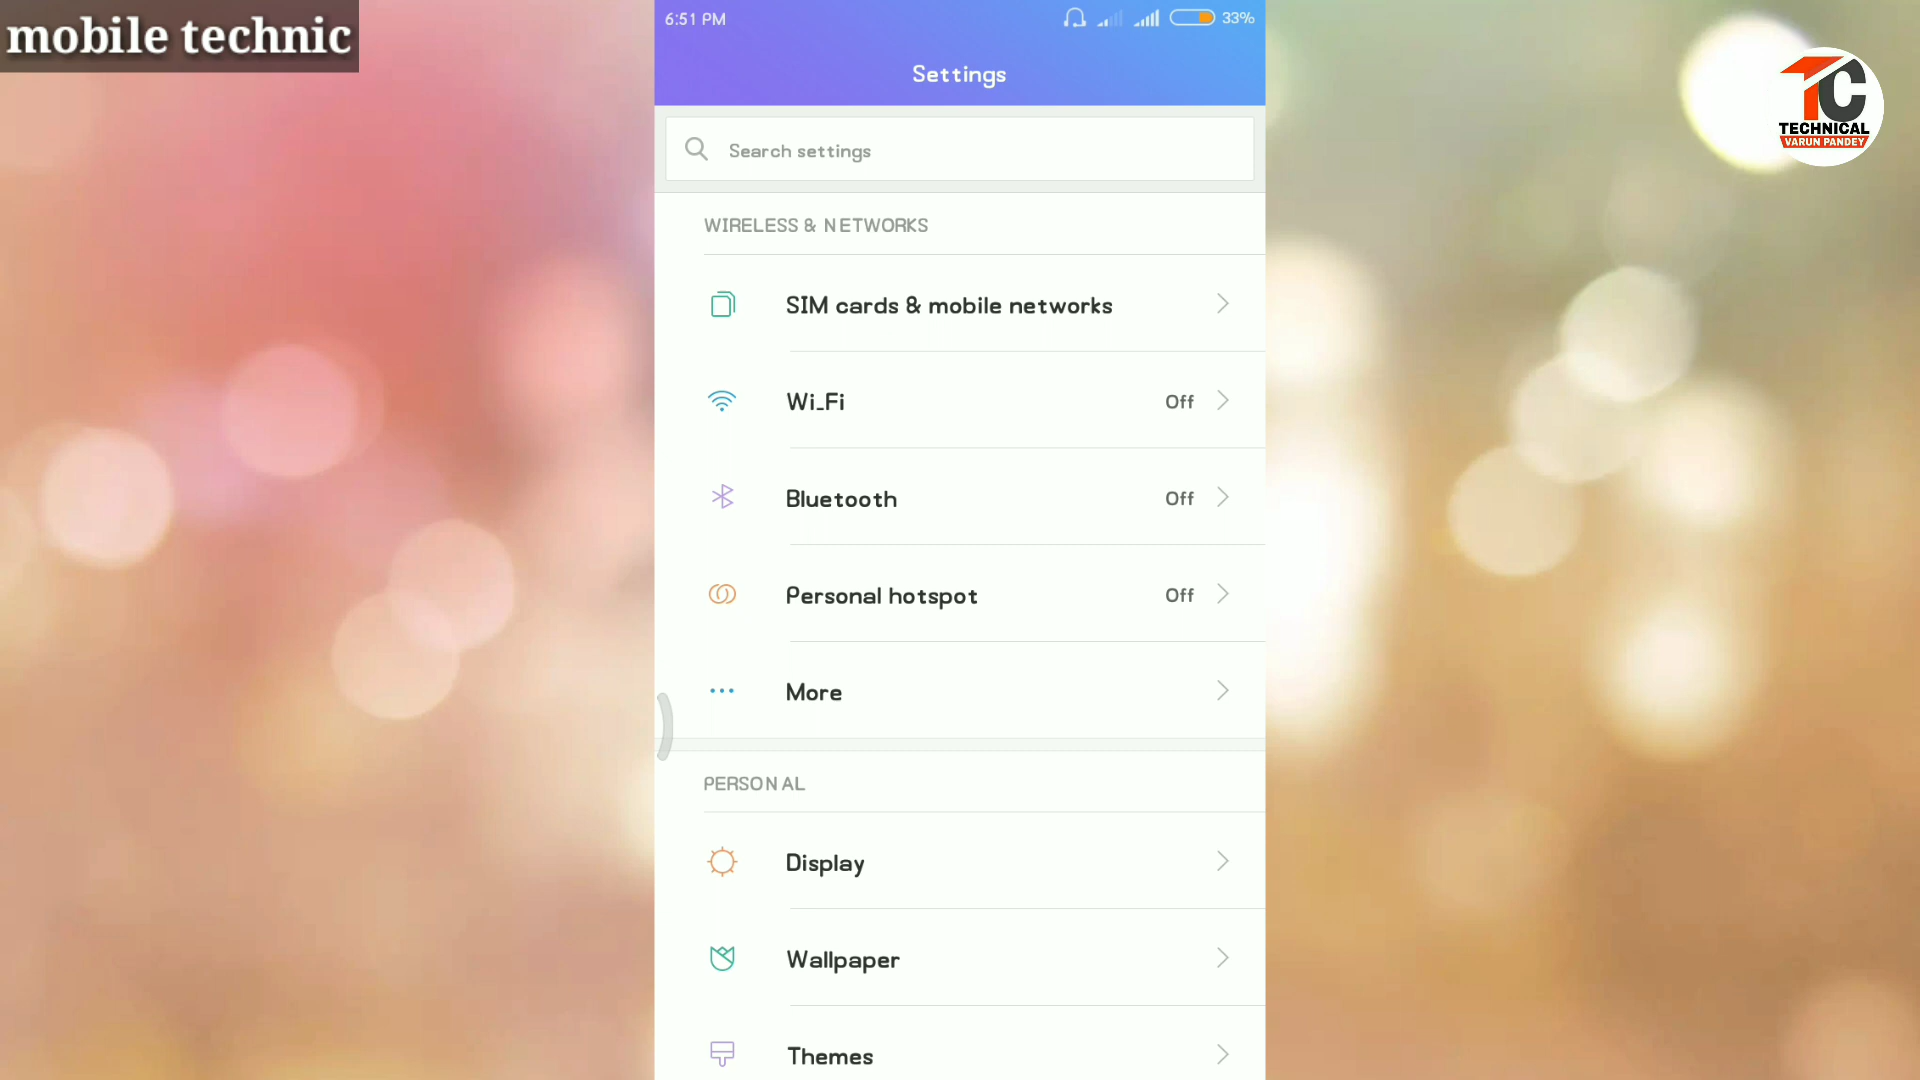 mobile technic
6:51 PM
33%
Settings
TC
TECHNICAL
VARUN PANDEY
Search settings
WIRELESS & NETWORKS
SIM cards & mobile networks
Wi-Fi Off
Bluetooth Off
Personal hotspot Off
More
PERSONAL
Display
Wallpaper
Themes